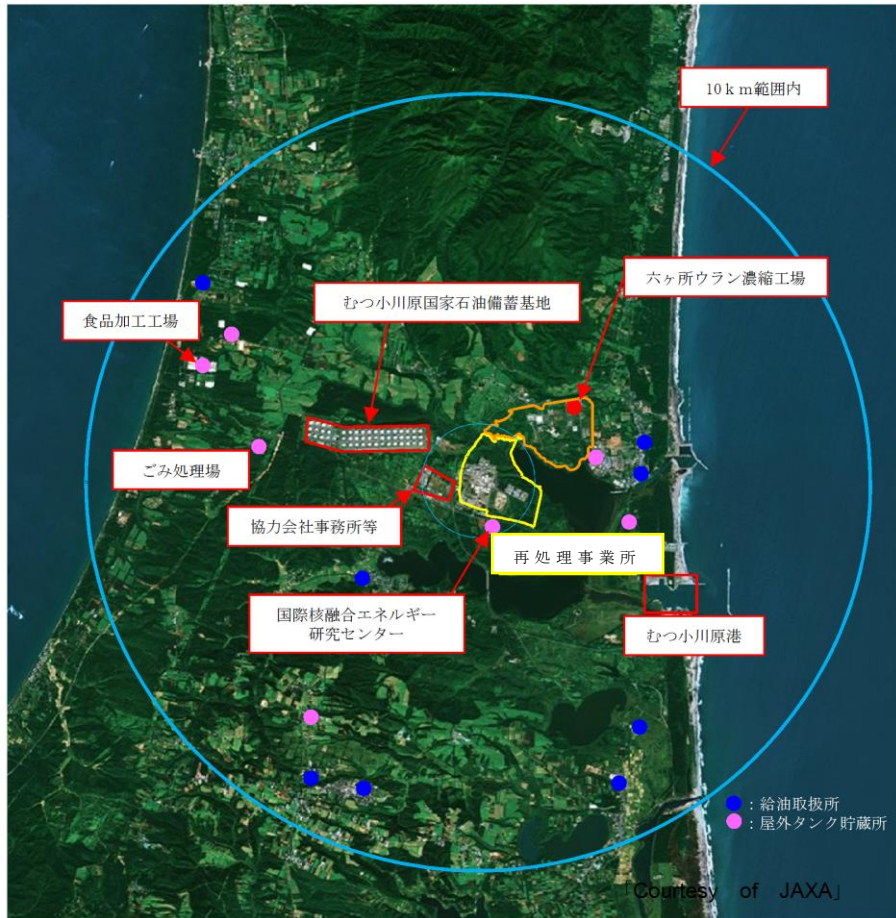 10ｋｍ範囲内
六ヶ所ウラン濃縮工場
むつ小川原国家石油備蓄基地
食品加工工場
ごみ処理場
協力会社事務所等
再処理事業所
国際核融合エネルギー
研究センター
むつ小川原港
：給油取扱所
：屋外タンク貯蔵所
「Courtesy of JAXA」